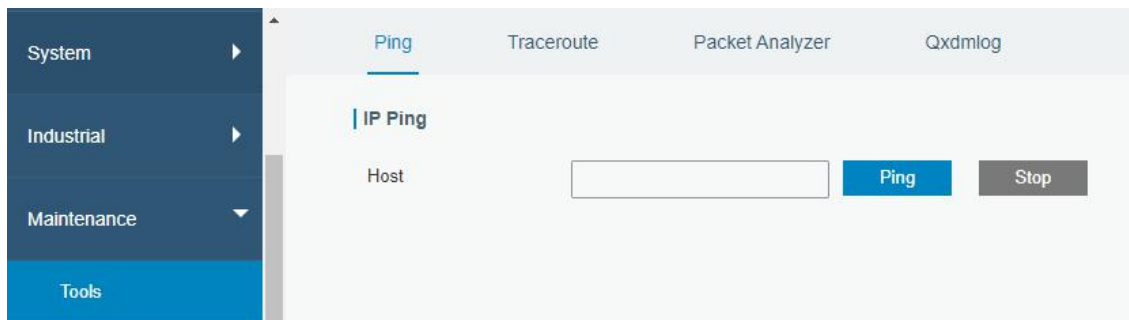 System
Industrial
Maintenance
Tools
Ping Traceroute Packet Analyzer Qxdmlog
IP Ping
Host Ping Stop